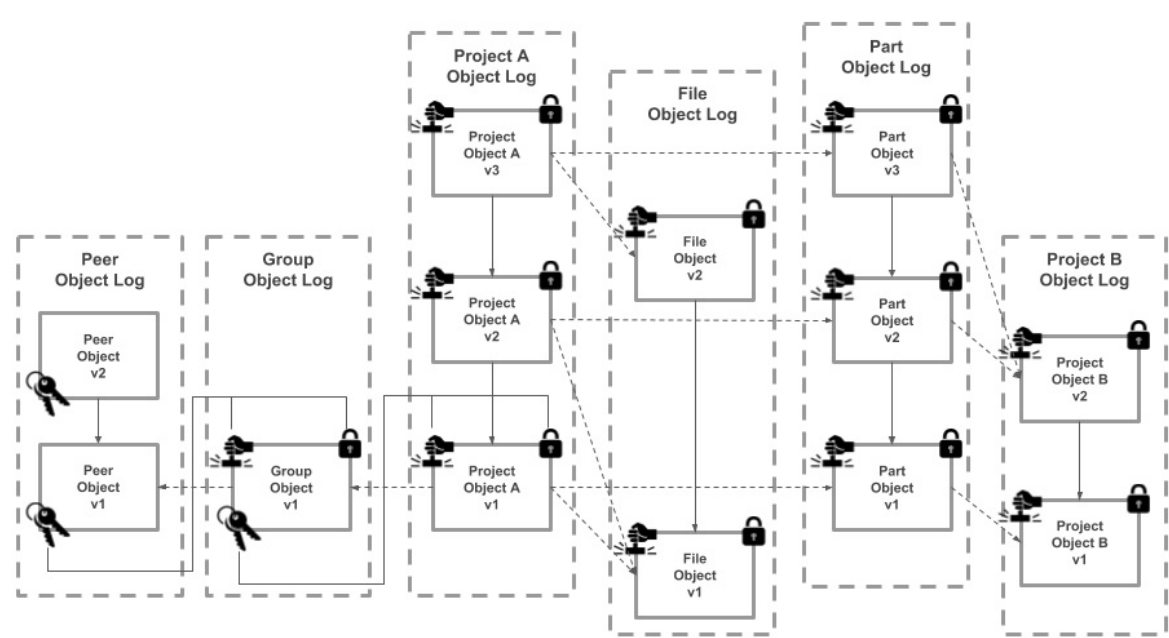 Peer
Object Log
Peer
Object
v2
Peer
Object
v1
Group
Object Log
Group
Object
v1
Project A
Object Log
Project
Object A
v3
Project
Object A
v2
Project
Object A
v1
File
Object Log
File
Object
v2
File
Object
v1
Part
Object Log
Part
Object
v3
Part
Object
v2
Part
Object
v1
Project B
Object Log
Project
Object B
v2
Project
Object B
v1